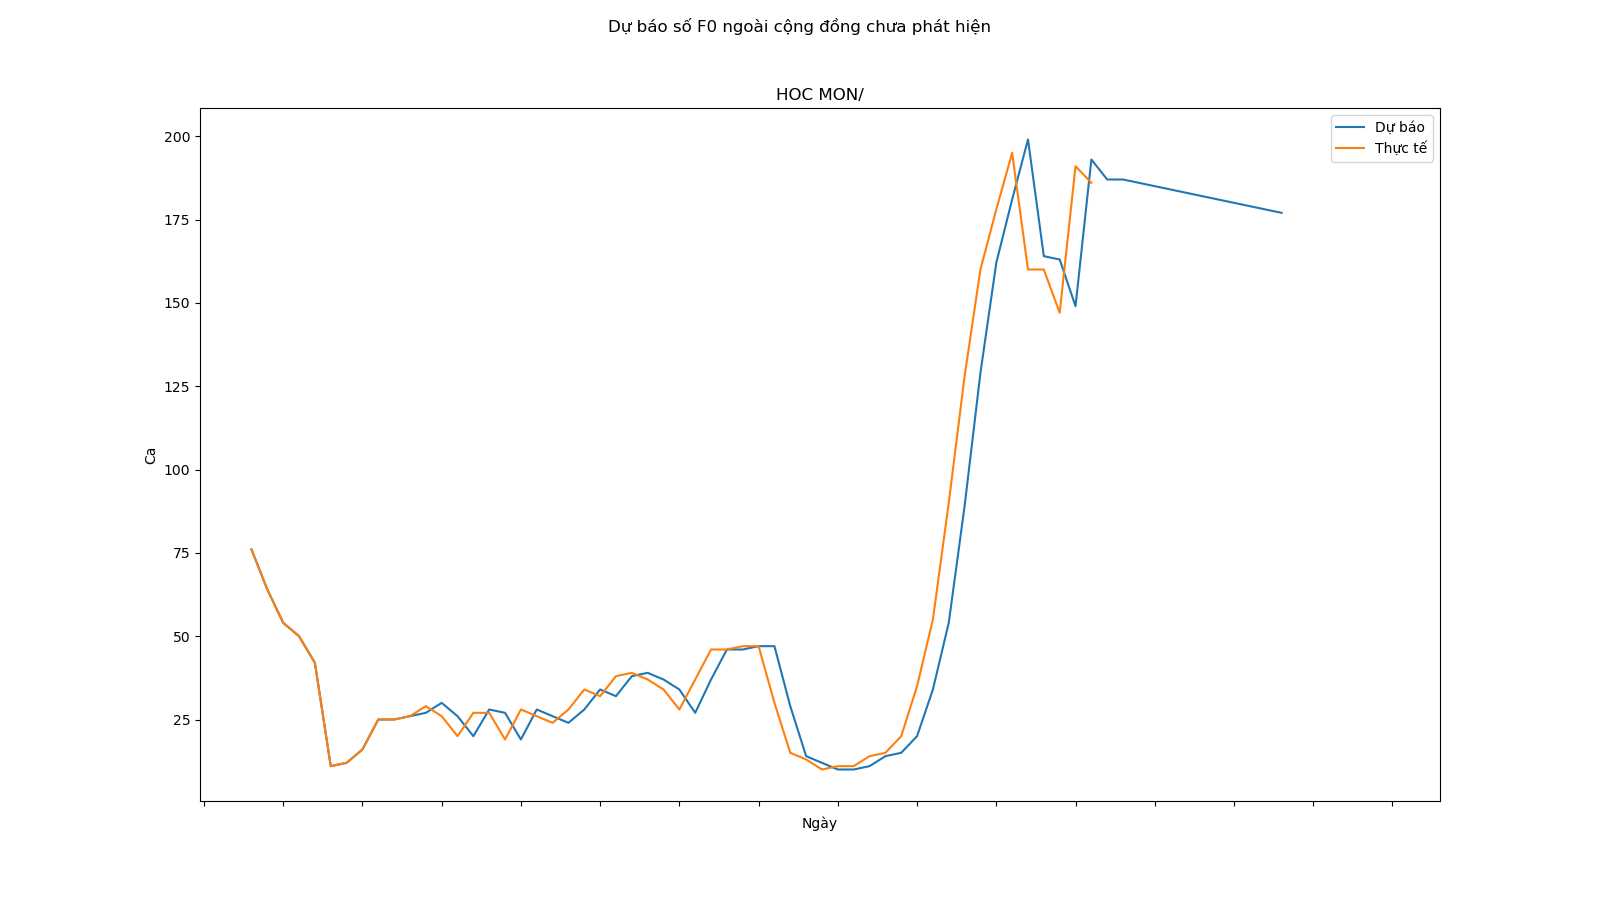 Dự báo số F0 ngoài cộng đồng chưa phát hiện
HOC MON/
Dự báo
Thực tế
200
175
150
125
100
75
50
25
Ca
Ngày